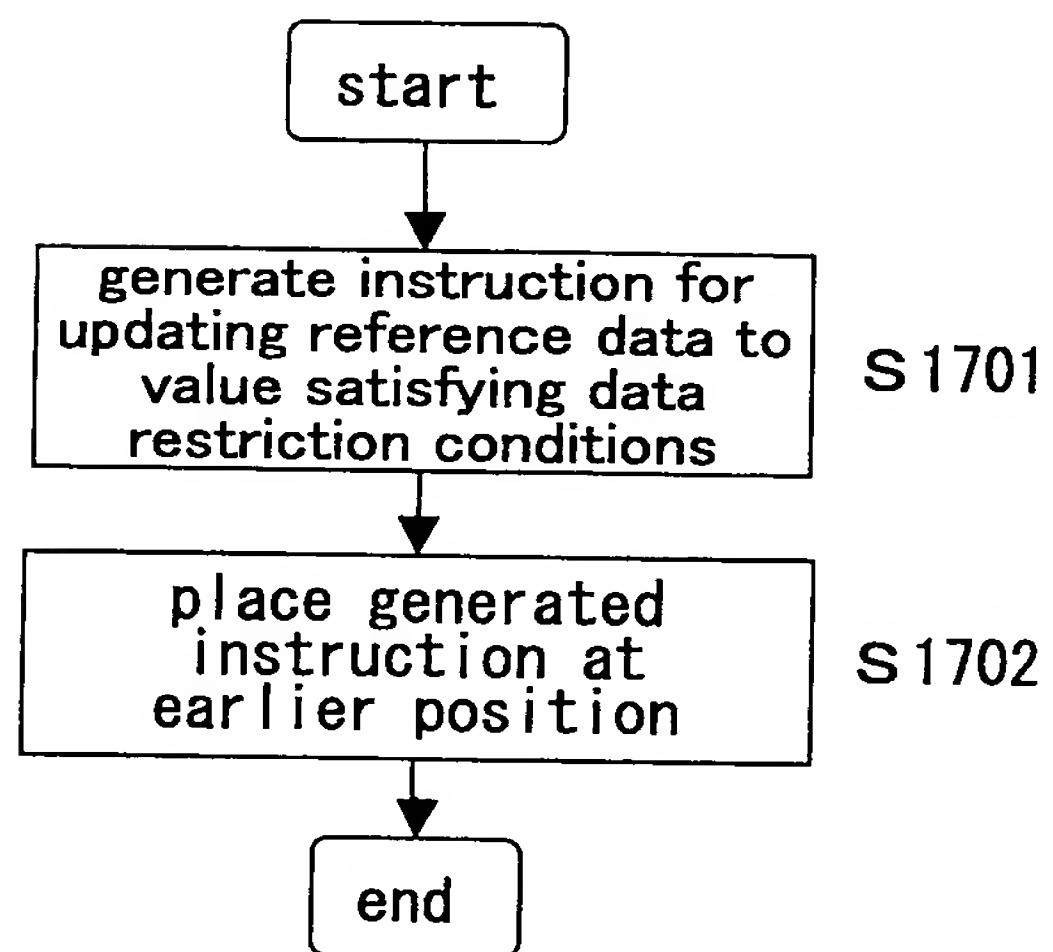 start
generate instruction for
updating reference data to
value satisfying data
restriction conditions
S1701
place generated
instruction at
earlier position
S1702
end